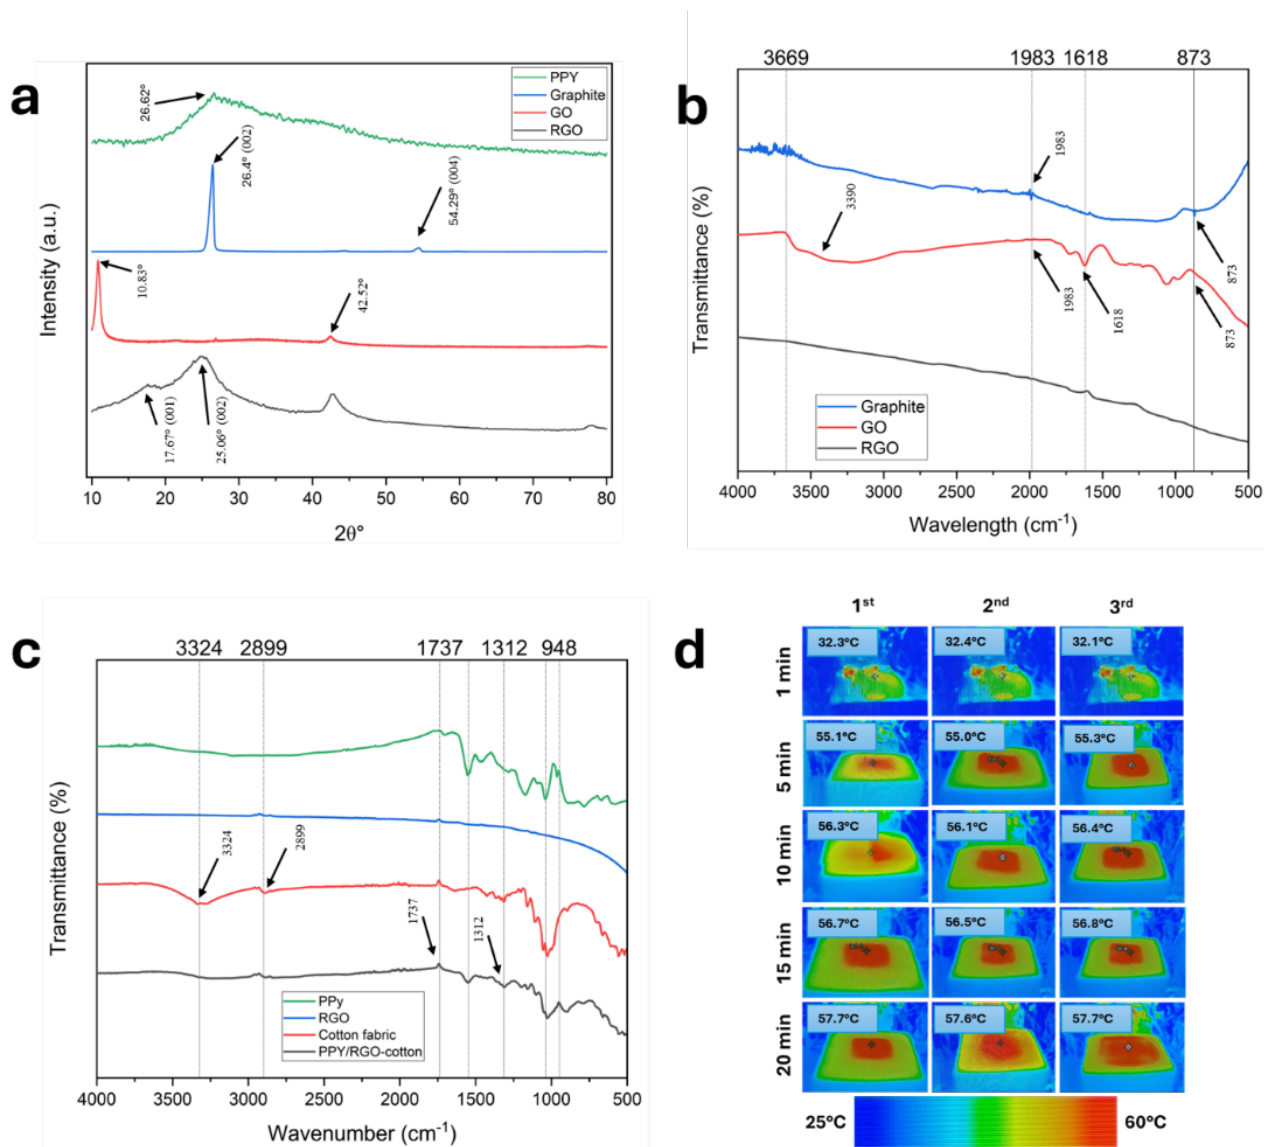 a
26.62°
26.4° (002)
54.29° (004)
10.83°
42.52°
17.67° (001)
25.06° (002)
PPY
Graphite
GO
RGO
Intensity (a.u.)
10 20 30 40 50 60 70 80
2θ°
b
3669 1983 1618 873
3390
1983
873
1983
1618
873
Graphite
GO
RGO
Transmittance (%)
4000 3500 3000 2500 2000 1500 1000 500
Wavelength (cm⁻¹)
c
3324 2899 1737 1312 948
3324
2899
1737
1312
PPy
RGO
Cotton fabric
PPY/RGO-cotton
Transmittance (%)
4000 3500 3000 2500 2000 1500 1000 500
Wavenumber (cm⁻¹)
d
1st 2nd 3rd
1 min
32.3°C 32.4°C 32.1°C
5 min
55.1°C 55.0°C 55.3°C
10 min
56.3°C 56.1°C 56.4°C
15 min
56.7°C 56.5°C 56.8°C
20 min
57.7°C 57.6°C 57.7°C
25°C 60°C